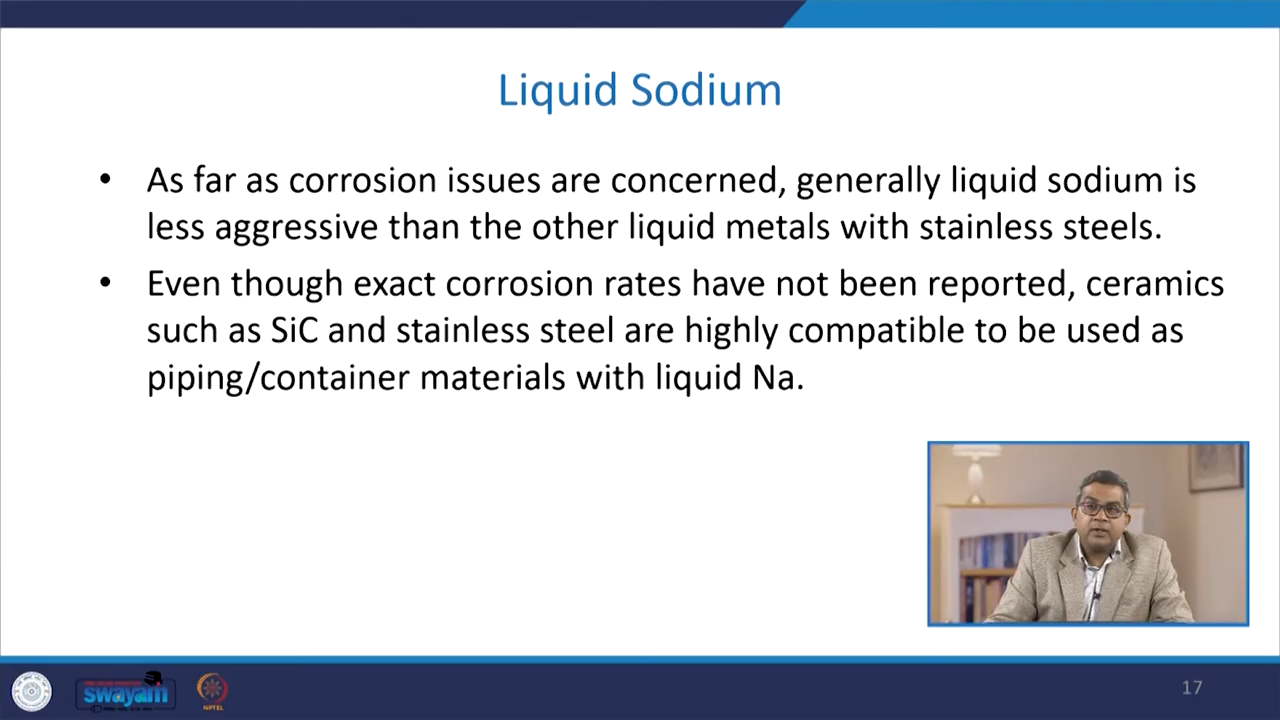 Liquid Sodium
• As far as corrosion issues are concerned, generally liquid sodium is
less aggressive than the other liquid metals with stainless steels.
• Even though exact corrosion rates have not been reported, ceramics
such as SiC and stainless steel are highly compatible to be used as
piping/container materials with liquid Na.
swayam
NPTEL
17